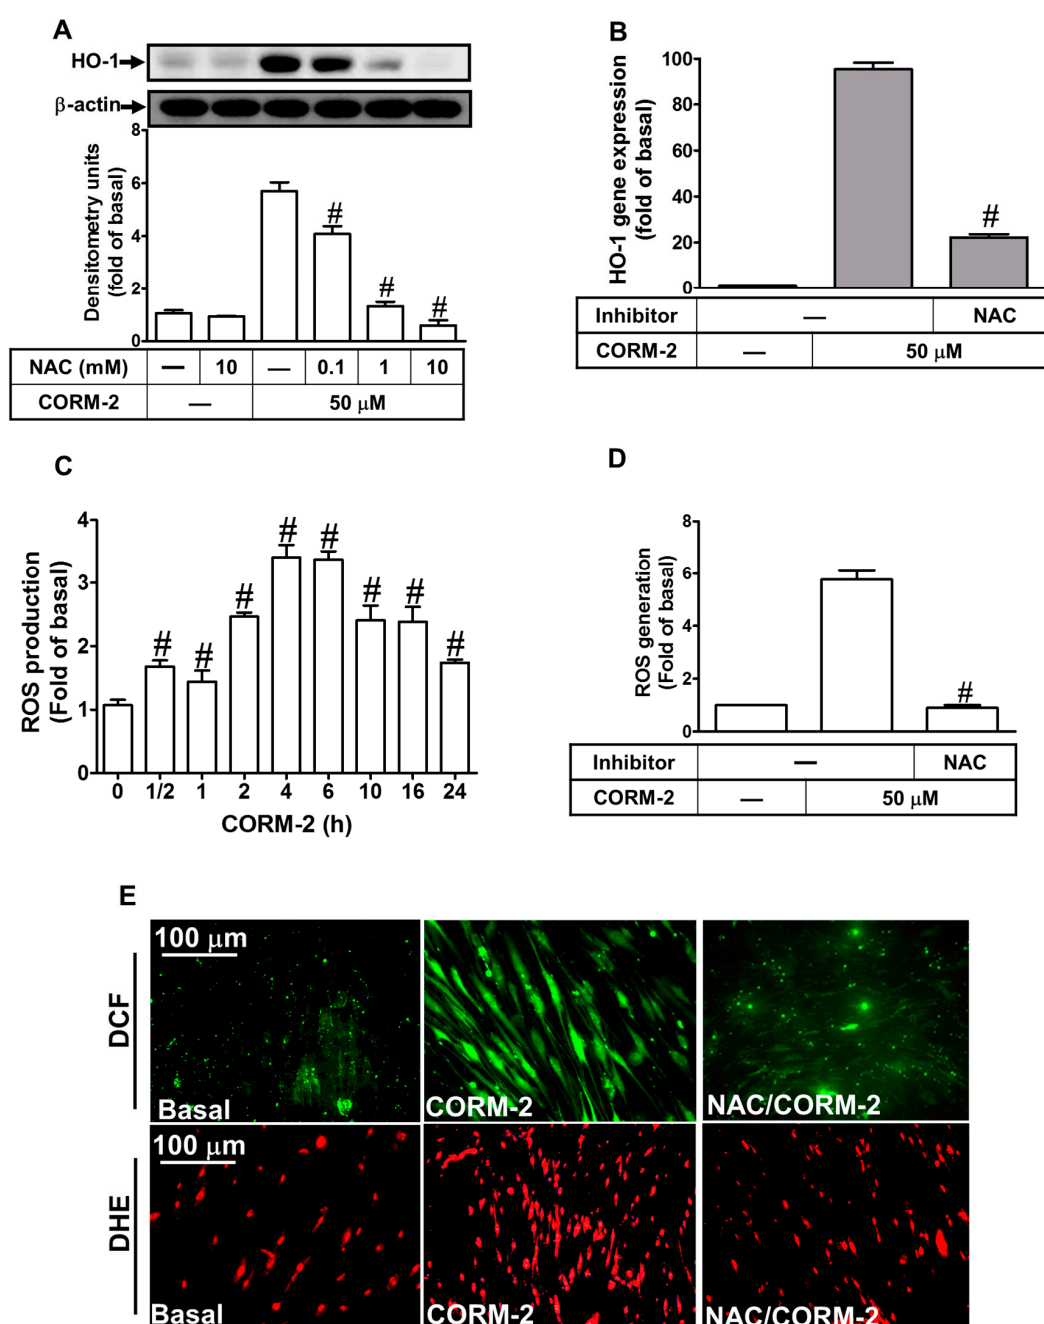 A
HO-1
β-actin
8
6
4
2
0
Densitometry units
(fold of basal)
# # #
NAC (mM) — 10 — 0.1 1 10
CORM-2 — 50 μM
B
100
80
60
40
20
0
HO-1 gene expression
(fold of basal)
#
Inhibitor — NAC
CORM-2 — 50 μM
C
4
3
2
1
0
ROS production
(Fold of basal)
# # # # # # # #
0 1/2 1 2 4 6 10 16 24
CORM-2 (h)
D
8
6
4
2
0
ROS generation
(Fold of basal)
#
Inhibitor — NAC
CORM-2 — 50 μM
E
DCF
100 μm
Basal CORM-2 NAC/CORM-2
DHE
100 μm
Basal CORM-2 NAC/CORM-2